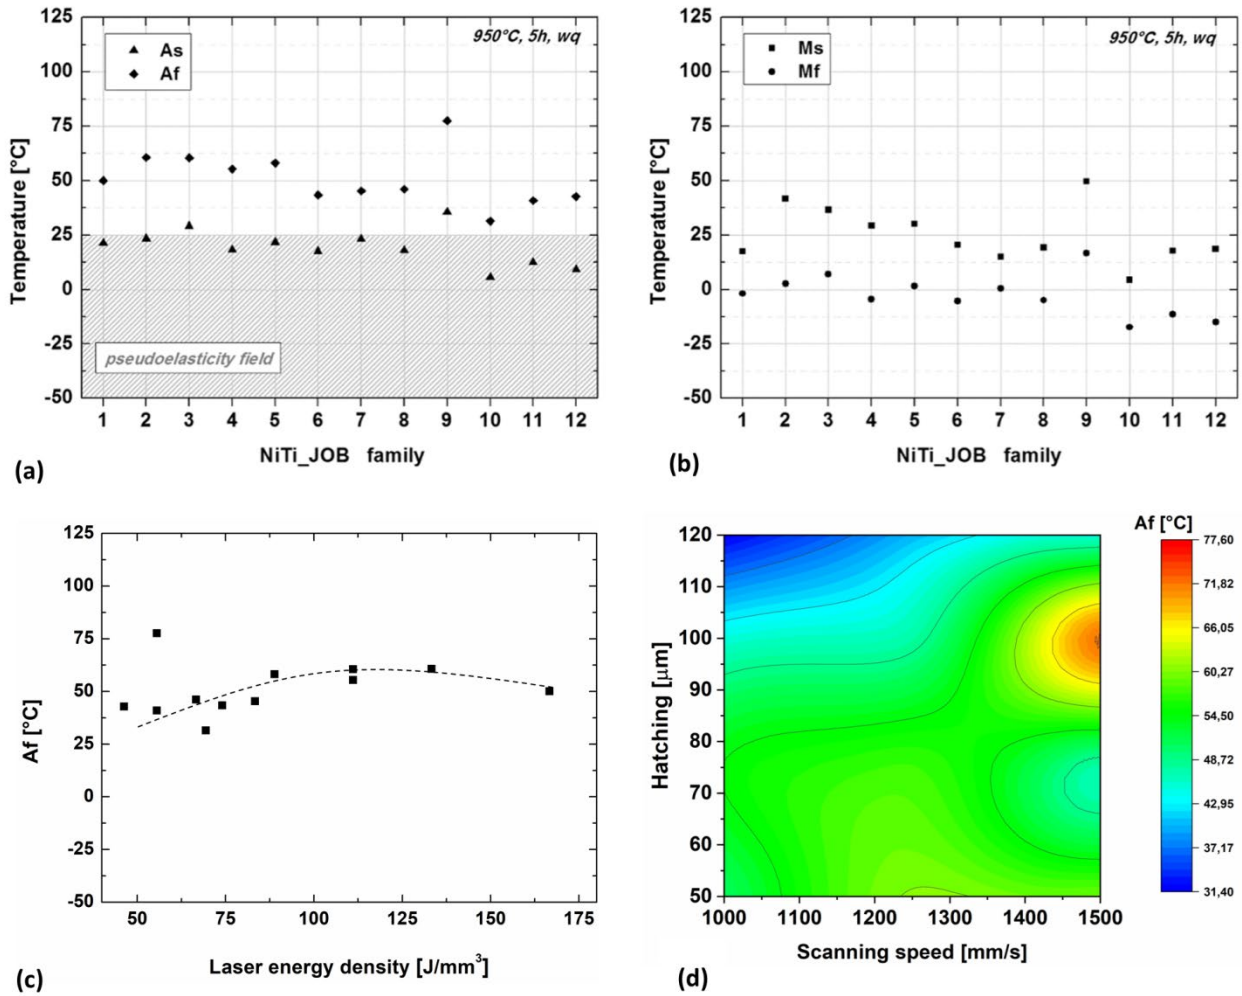 125
100
75
50
25
0
-25
-50
Temperature [°C]
As
Af
950°C, 5h, wq
pseudoelasticity field
1 2 3 4 5 6 7 8 9 10 11 12
NiTi_JOB family
(a)
125
100
75
50
25
0
-25
-50
Temperature [°C]
Ms
Mf
950°C, 5h, wq
1 2 3 4 5 6 7 8 9 10 11 12
NiTi_JOB family
(b)
125
100
75
50
25
0
-25
-50
Af [°C]
50 75 100 125 150 175
Laser energy density [J/mm³]
(c)
120
110
100
90
80
70
60
50
Hatching [µm]
1000 1100 1200 1300 1400 1500
Scanning speed [mm/s]
Af [°C]
77,60
71,82
66,05
60,27
54,50
48,72
42,95
37,17
31,40
(d)